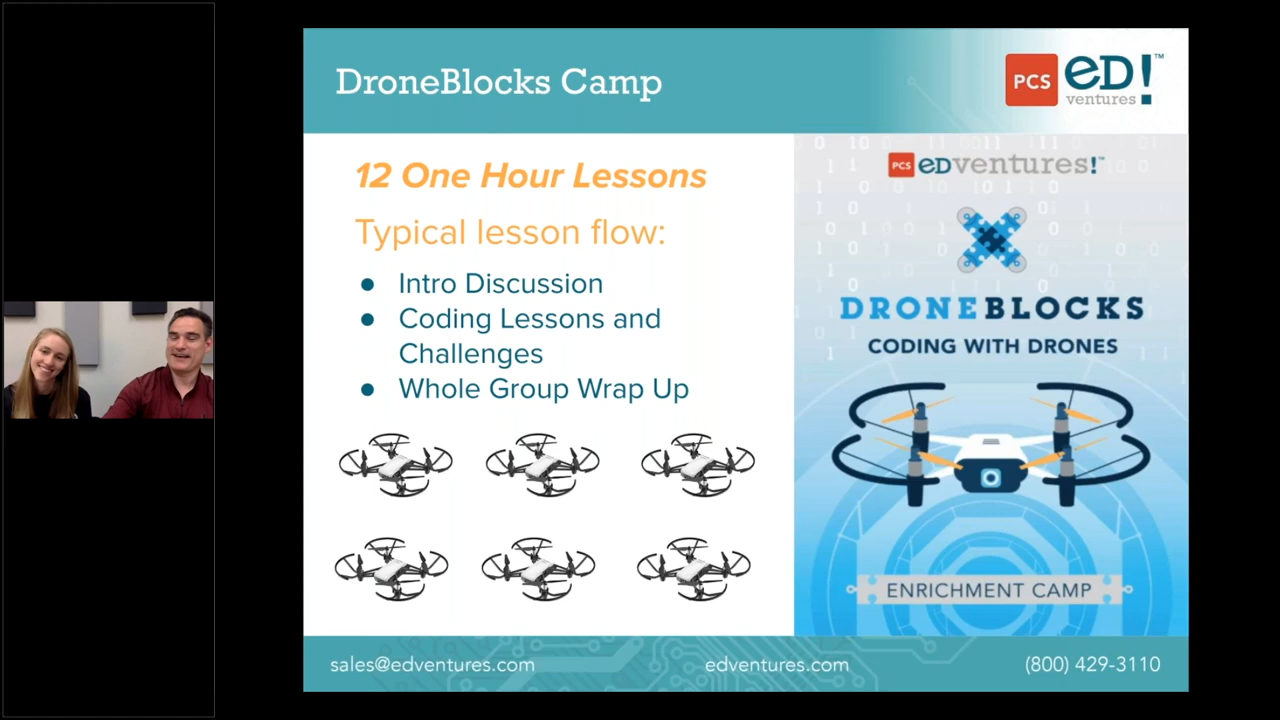 DroneBlocks Camp
PCS eD!™
ventures
12 One Hour Lessons
Typical lesson flow:
● Intro Discussion
● Coding Lessons and
Challenges
● Whole Group Wrap Up
PCS eDventures!™
DRONEBLOCKS
CODING WITH DRONES
ENRICHMENT CAMP
sales@edventures.com
edventures.com
(800) 429-3110